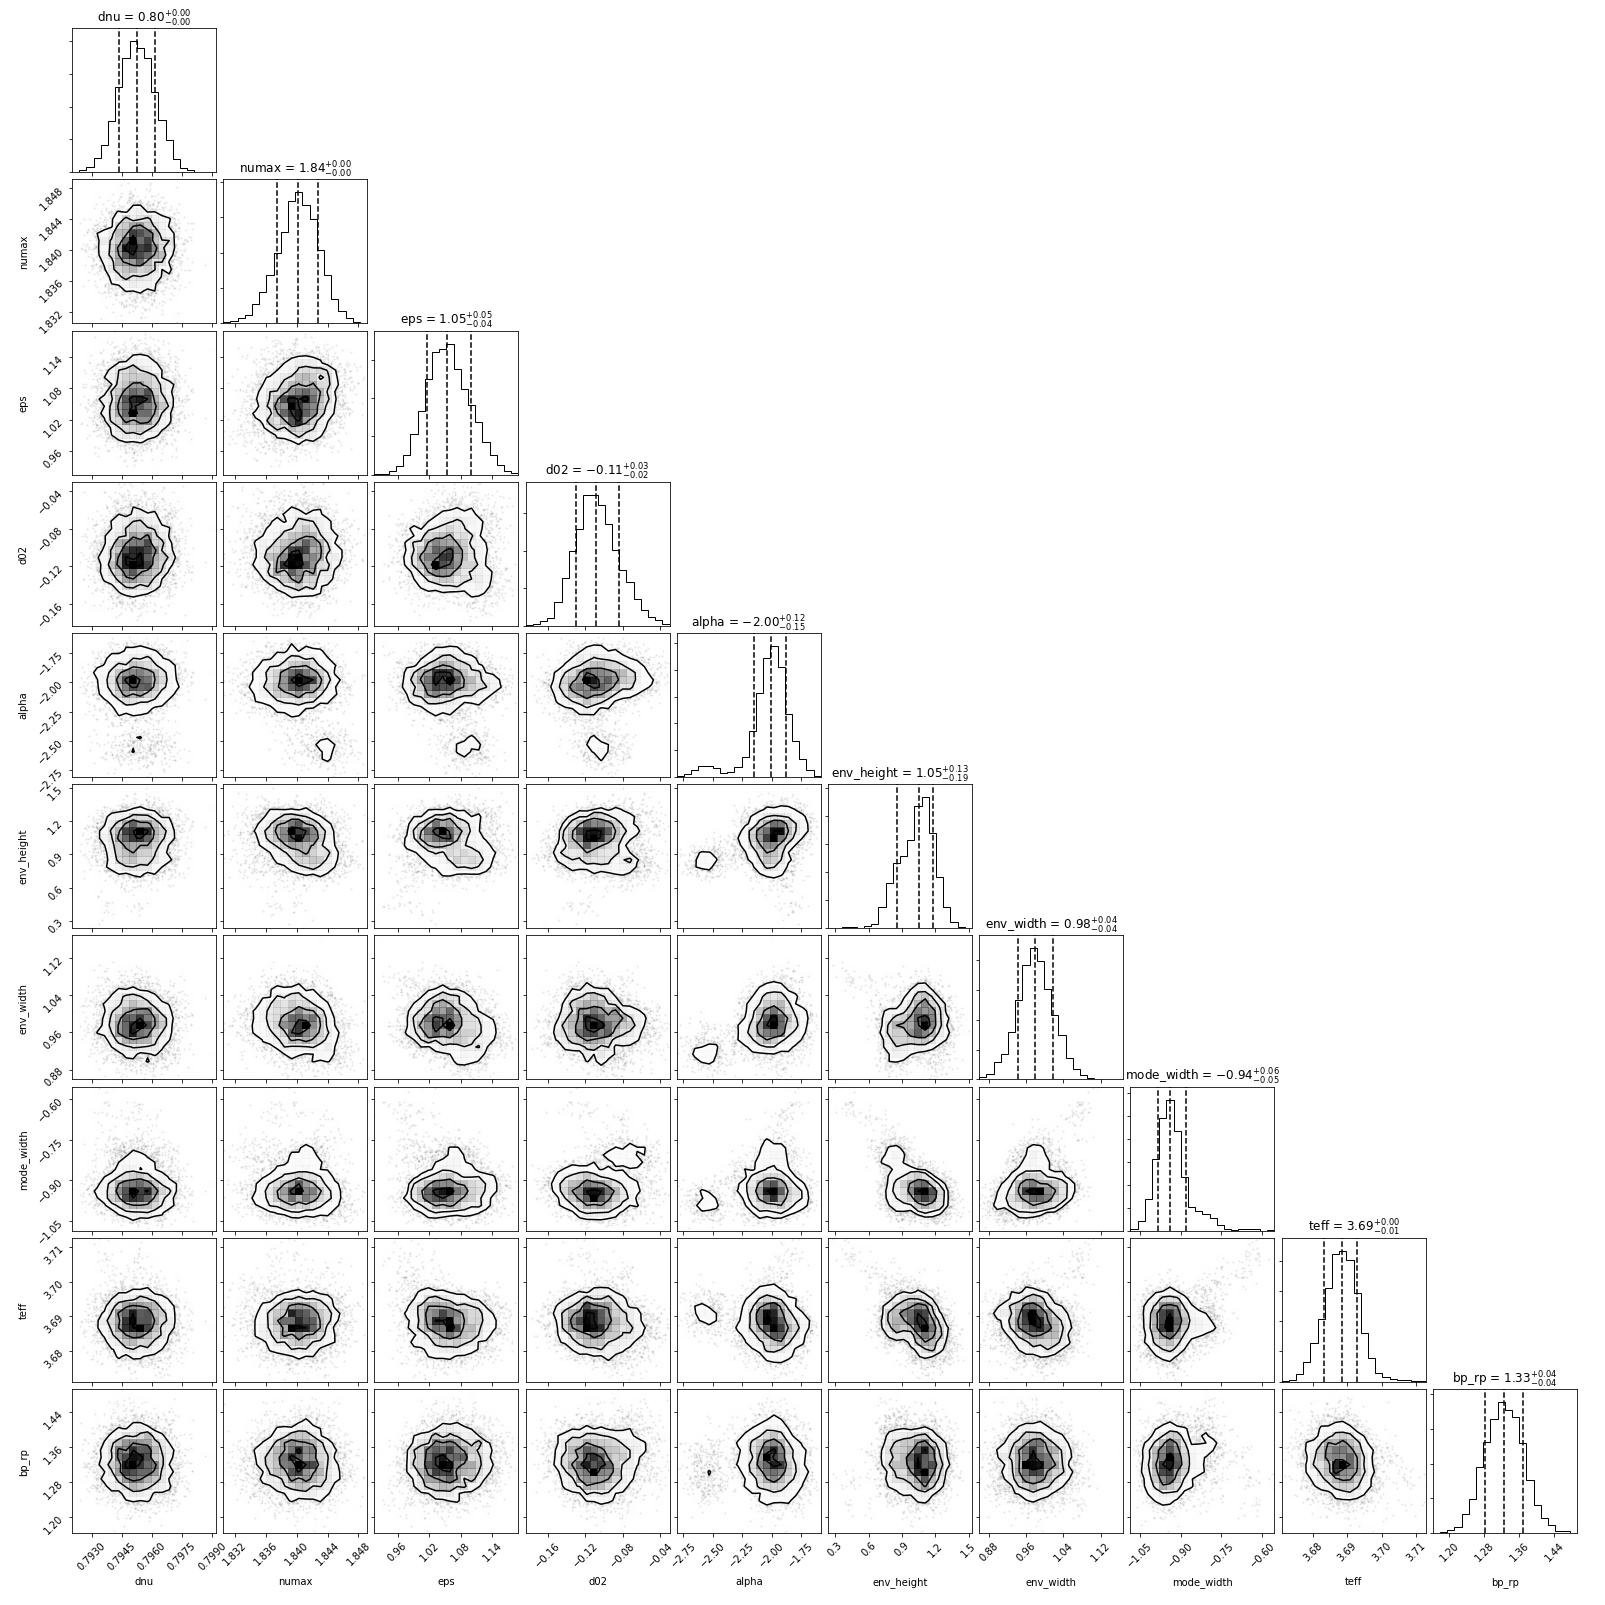 dnu = 0.80+0.00−0.00
numax = 1.84+0.00−0.00
numax
1.848
1.844
1.840
1.836
1.832
eps = 1.05+0.05−0.04
eps
1.14
1.08
1.02
0.96
d02 = −0.11+0.03−0.02
d02
−0.04
−0.08
−0.12
−0.16
alpha = −2.00+0.12−0.15
alpha
−1.75
−2.00
−2.25
−2.50
−2.75
env_height = 1.05+0.13−0.19
env_height
1.5
1.2
0.9
0.6
0.3
env_width = 0.98+0.04−0.04
env_width
1.12
1.04
0.96
0.88
mode_width = −0.94+0.06−0.05
mode_width
−0.60
−0.75
−0.90
−1.05
teff = 3.69+0.00−0.01
teff
3.71
3.70
3.69
3.68
bp_rp = 1.33+0.04−0.04
bp_rp
1.44
1.36
1.28
1.20
0.7930 0.7945 0.7960 0.7975 0.7990 1.832 1.836 1.840 1.844 1.848 0.96 1.02 1.08 1.14 −0.16 −0.12 −0.08 −0.04 −2.75 −2.50 −2.25 −2.00 −1.75 0.3 0.6 0.9 1.2 1.5 0.88 0.96 1.04 1.12 −1.05 −0.90 −0.75 −0.60 3.68 3.69 3.70 3.71 1.20 1.28 1.36 1.44
dnu numax eps d02 alpha env_height env_width mode_width teff bp_rp